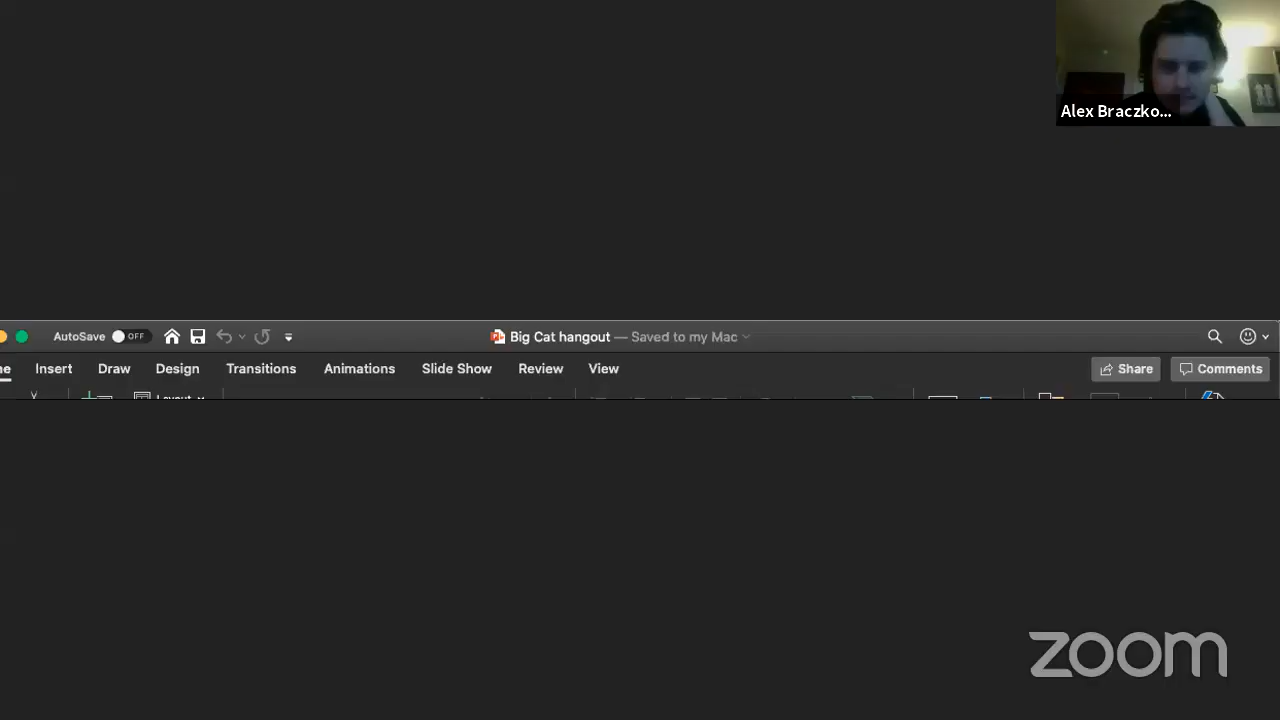 Alex Braczko...
AutoSave OFF
Big Cat hangout — Saved to my Mac
Insert Draw Design Transitions Animations Slide Show Review View Share Comments
zoom